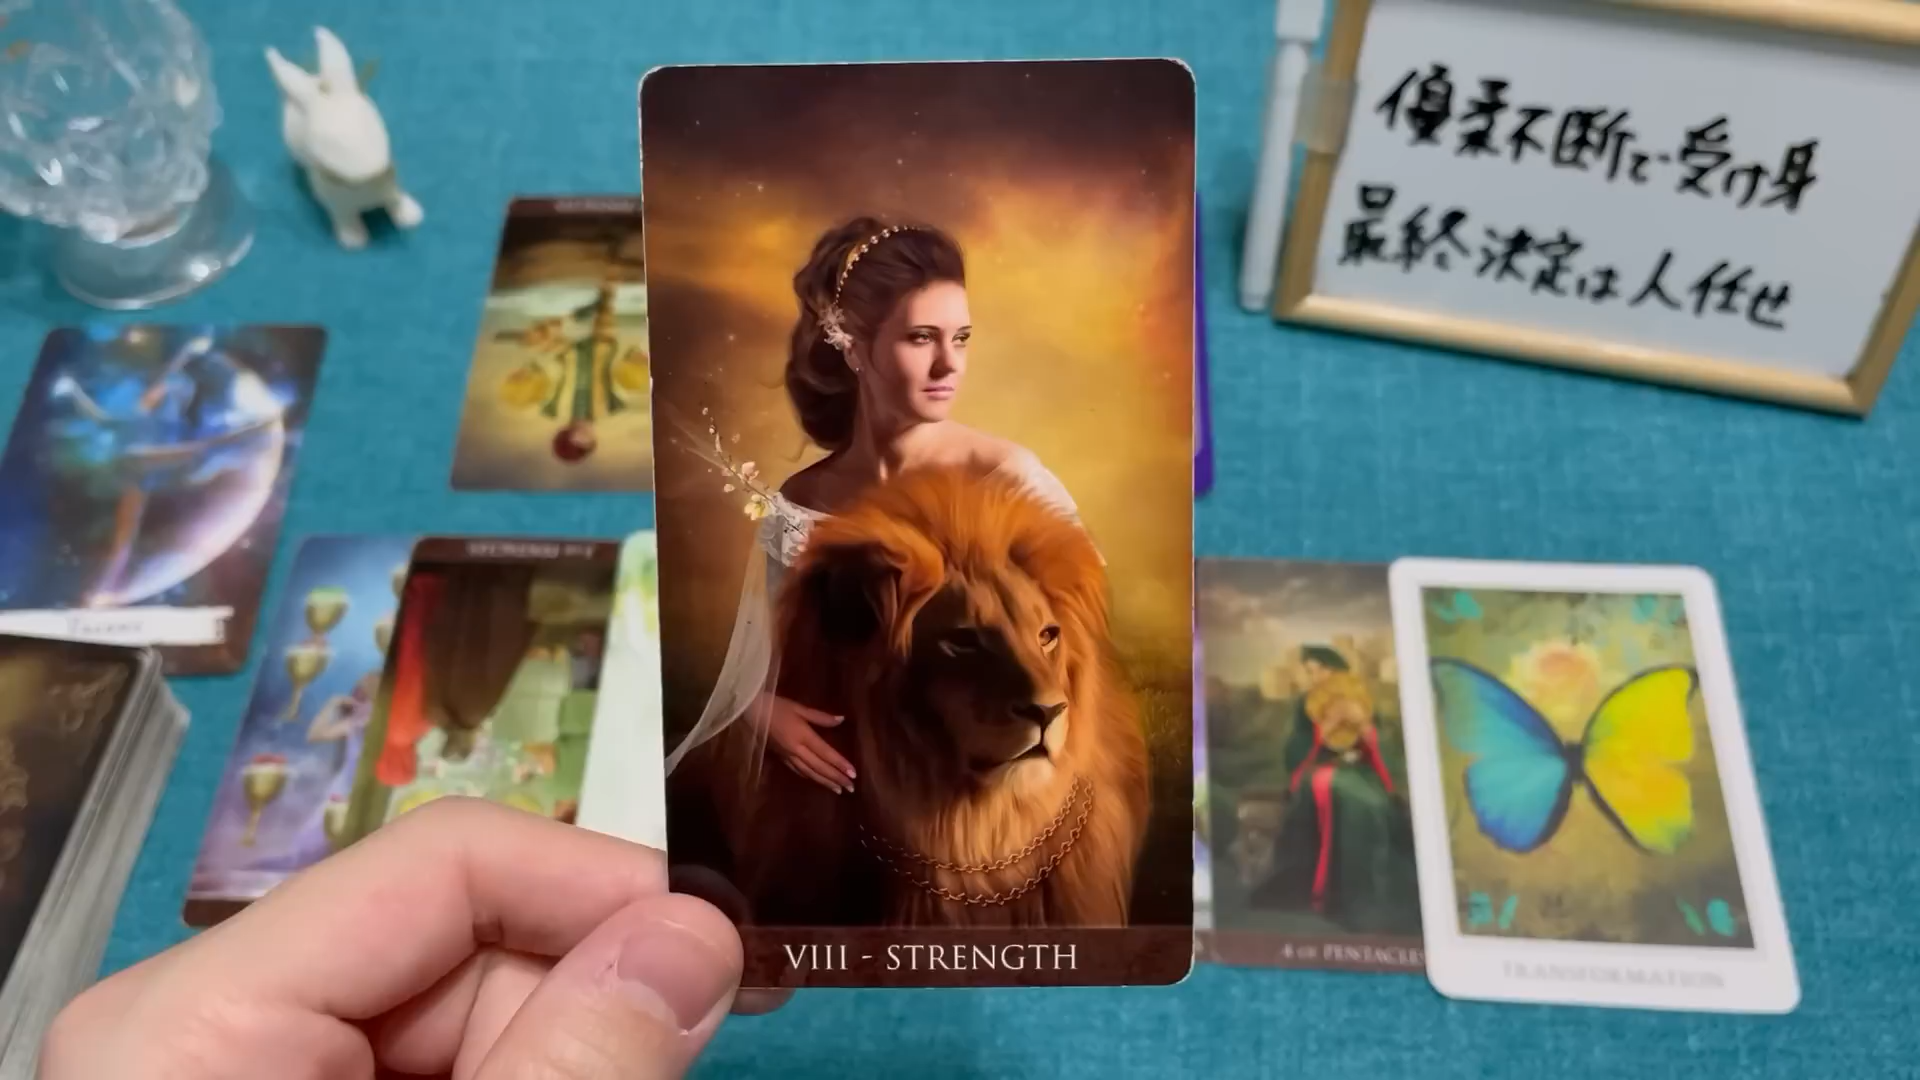 優柔不断で受け身
最終決定は人任せ
VIII - STRENGTH
4 OF PENTACLES
TRANSFORMATION